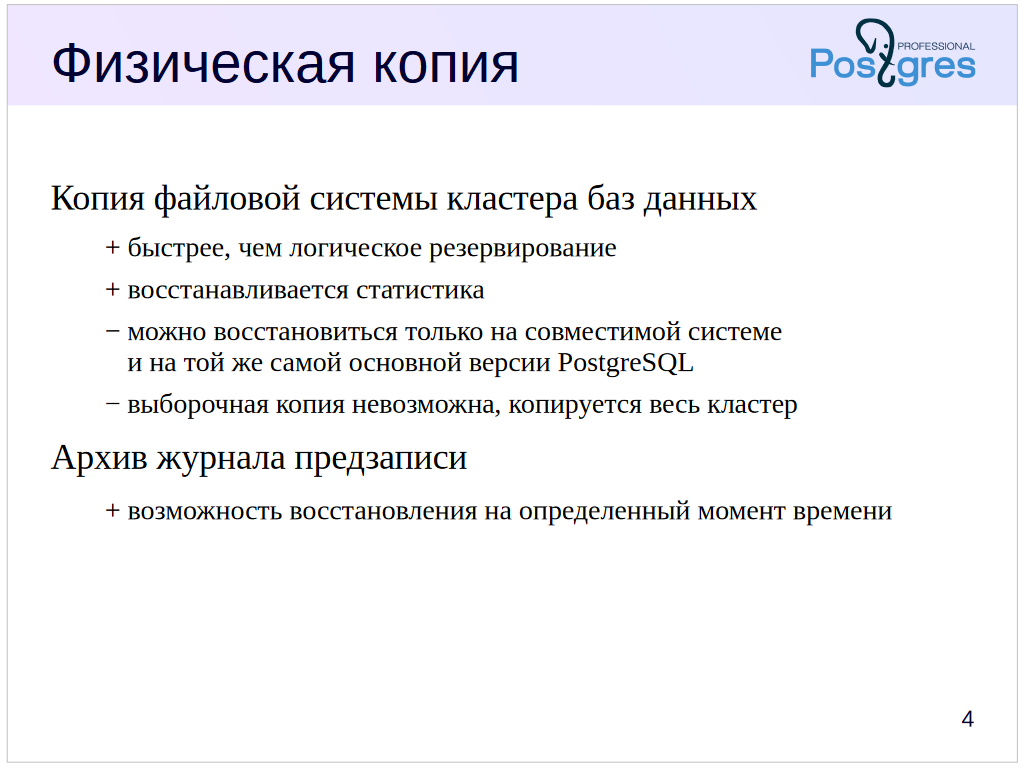 Физическая копия
PROFESSIONAL
Postgres
Копия файловой системы кластера баз данных
+ быстрее, чем логическое резервирование
+ восстанавливается статистика
− можно восстановиться только на совместимой системе
и на той же самой основной версии PostgreSQL
− выборочная копия невозможна, копируется весь кластер
Архив журнала предзаписи
+ возможность восстановления на определенный момент времени
4